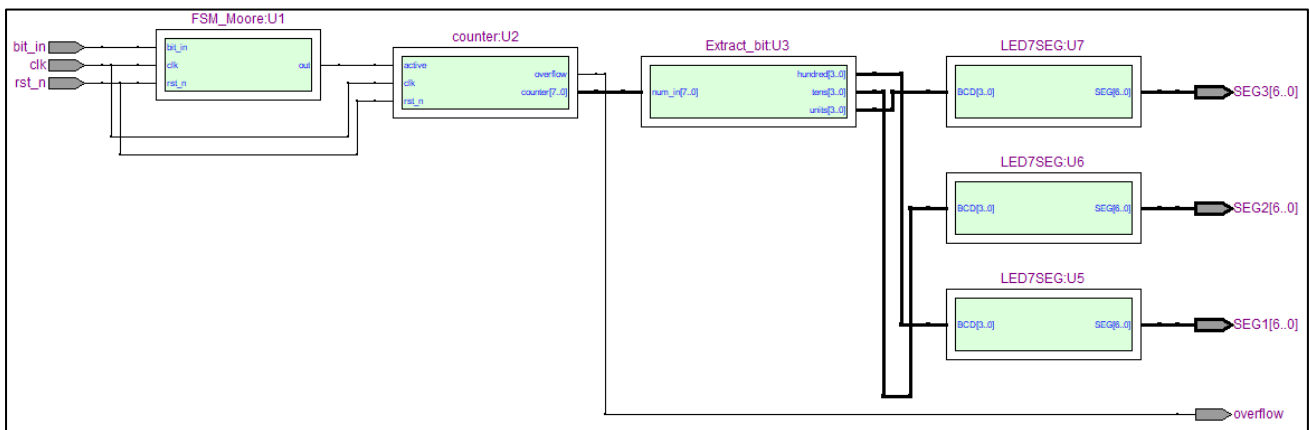 FSM_Moore:U1
bit_in
clk
rst_n
bit_in
clk
rst_n
out
counter:U2
active
clk
rst_n
overflow
counter[7..0]
Extract_bit:U3
num_in[7..0]
hundred[3..0]
tens[3..0]
units[3..0]
LED7SEG:U7
BCD[3..0]
SEG[6..0]
SEG3[6..0]
LED7SEG:U6
BCD[3..0]
SEG[6..0]
SEG2[6..0]
LED7SEG:U5
BCD[3..0]
SEG[6..0]
SEG1[6..0]
overflow